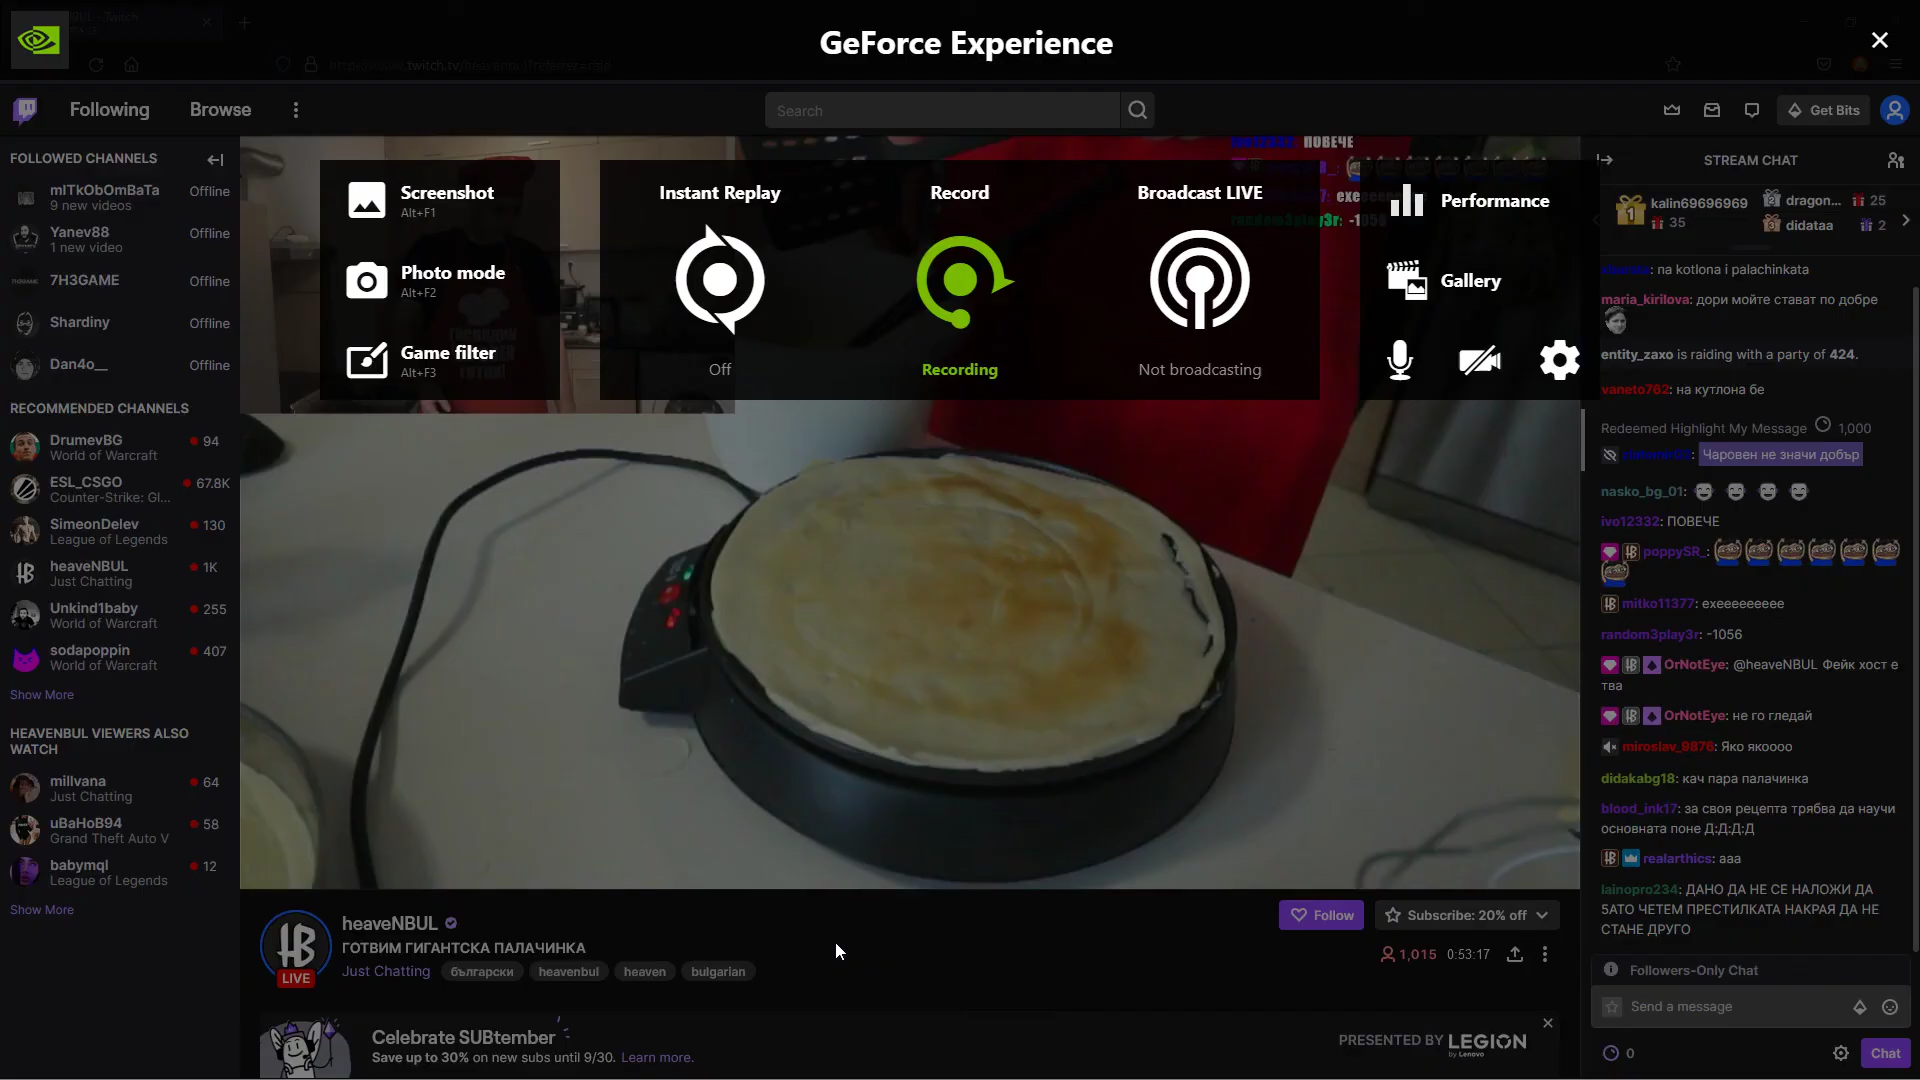 GeForce Experience
Following
Browse
Search
Get Bits
FOLLOWED CHANNELS
mITkObOmBaTa
Offline
9 new videos
Yanev88
Offline
1 new video
7H3GAME
Offline
Shardiny
Offline
Dan4o__
Offline
RECOMMENDED CHANNELS
DrumevBG
94
World of Warcraft
ESL_CSGO
67.8K
Counter-Strike: Gl...
SimeonDelev
130
League of Legends
heaveNBUL
1K
Just Chatting
Unkind1baby
255
World of Warcraft
sodapoppin
407
World of Warcraft
Show More
HEAVENBUL VIEWERS ALSO
WATCH
millvana
64
Just Chatting
uBaHoB94
58
Grand Theft Auto V
babymql
12
League of Legends
Show More
Screenshot
Alt+F1
Photo mode
Alt+F2
Game filter
Alt+F3
Instant Replay
Off
Record
Recording
Broadcast LIVE
Not broadcasting
ivo12332: ПОВЕЧЕ
random3play3r: -1056
Performance
Gallery
heaveNBUL
ГОТВИМ ГИГАНТСКА ПАЛАЧИНКА
Just Chatting
български
heavenbul
heaven
bulgarian
LIVE
Follow
Subscribe: 20% off
1,015
0:53:17
Celebrate SUBtember
Save up to 30% on new subs until 9/30. Learn more.
PRESENTED BY LEGION
by Lenovo
STREAM CHAT
kalin69696969
35
dragon...
25
didataa
2
na kotlona i palachinkata
maria_kirilova: дори мойте стават по добре
entity_zaxo is raiding with a party of 424.
vaneto762: на кутлона бе
Redeemed Highlight My Message 1,000
Чаровен не значи добър
nasko_bg_01:
ivo12332: ПОВЕЧЕ
poppySR_:
mitko11377: exeeeeeeeee
random3play3r: -1056
OrNotEye: @heaveNBUL Фейк хост е
тва
OrNotEye: не го гледай
miroslav_9876: Яко якоооо
didakabg18: кач пара палачинка
blood_ink17: за своя рецепта трябва да научи
основната поне Д:Д:Д:Д
realarthics: aaa
lainopro234: ДАНО ДА НЕ СЕ НАЛОЖИ ДА
5АТО ЧЕТЕМ ПРЕСТИЛКАТА НАКРАЯ ДА НЕ
СТАНЕ ДРУГО
Followers-Only Chat
Send a message
0
Chat